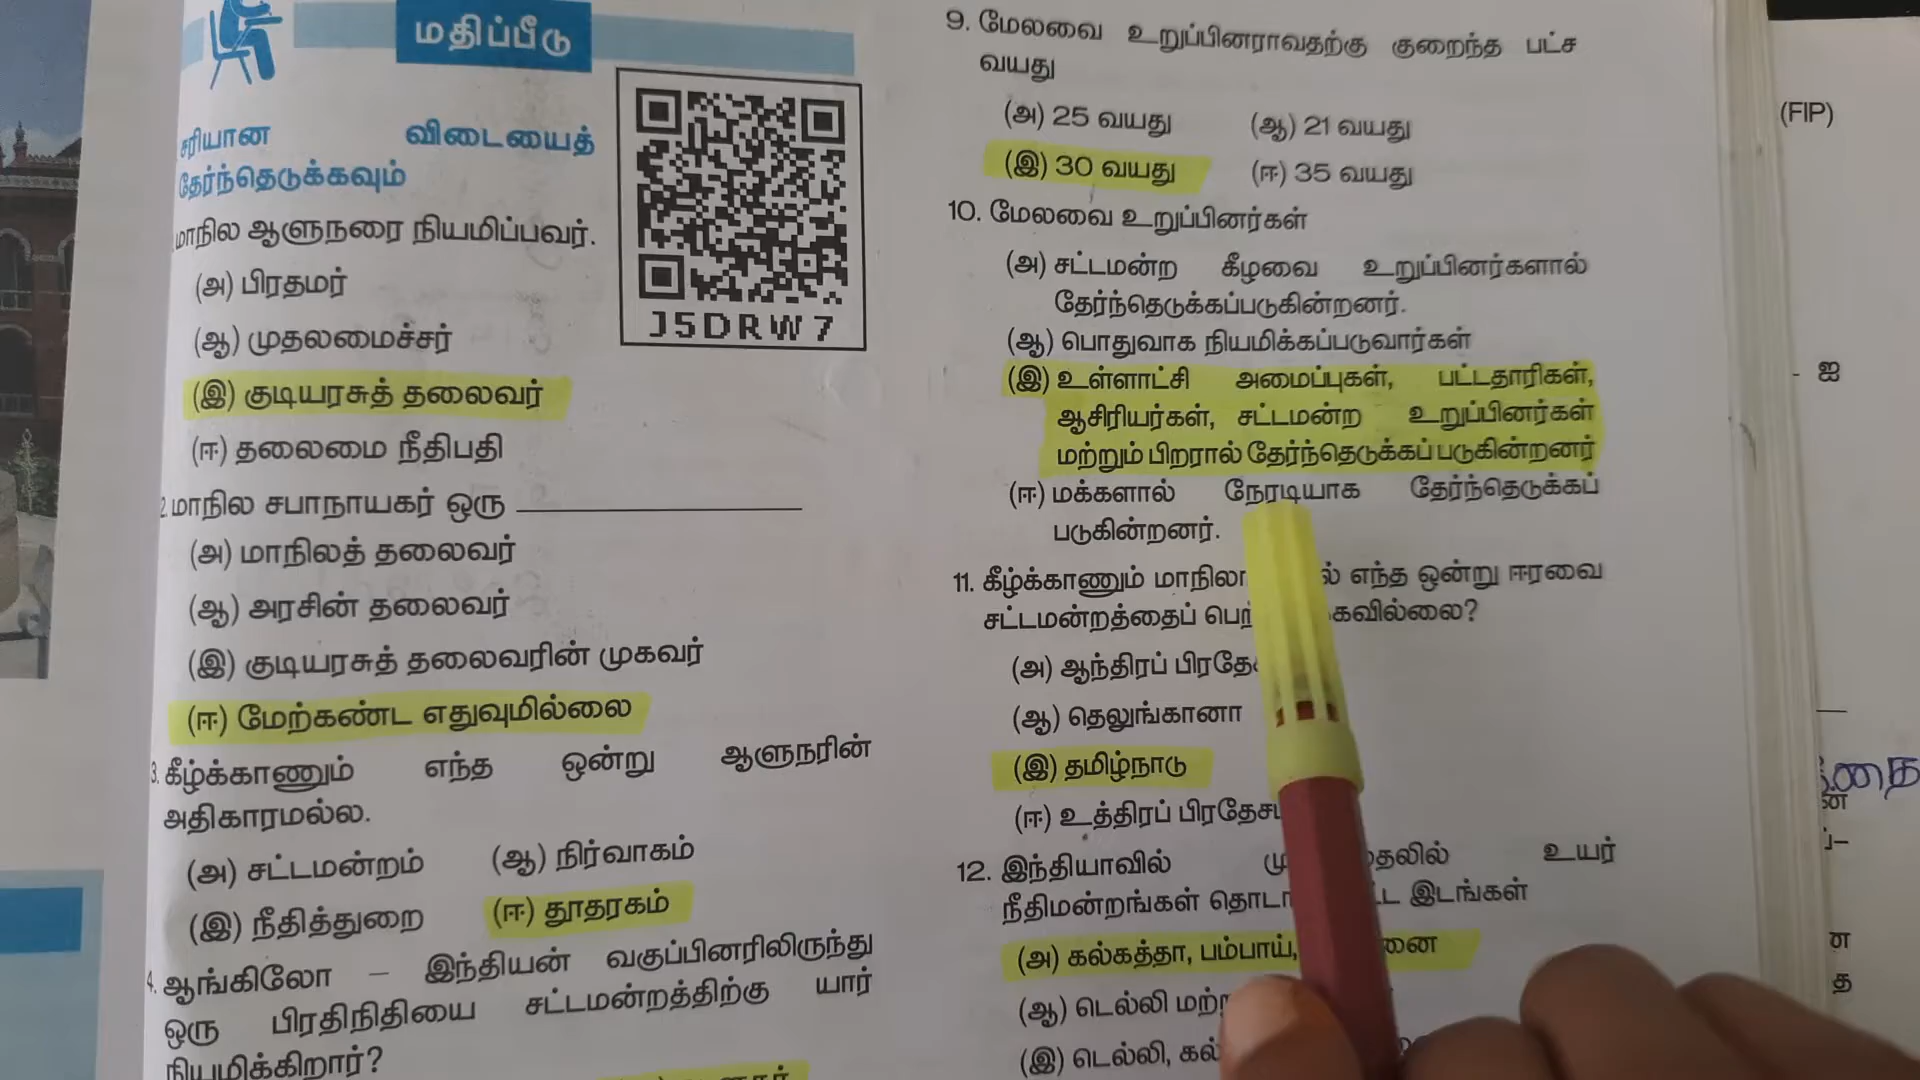 மதிப்பீடு
சரியான விடையைத்
தேர்ந்தெடுக்கவும்
மாநில ஆளுநரை நியமிப்பவர்.
(அ) பிரதமர்
(ஆ) முதலமைச்சர்
(இ) குடியரசுத் தலைவர்
(ஈ) தலைமை நீதிபதி
J5DRW7
2. மாநில சபாநாயகர் ஒரு
(அ) மாநிலத் தலைவர்
(ஆ) அரசின் தலைவர்
(இ) குடியரசுத் தலைவரின் முகவர்
(ஈ) மேற்கண்ட எதுவுமில்லை
3. கீழ்க்காணும் எந்த ஒன்று ஆளுநரின்
அதிகாரமல்ல.
(அ) சட்டமன்றம் (ஆ) நிர்வாகம்
(இ) நீதித்துறை (ஈ) தூதரகம்
4. ஆங்கிலோ – இந்தியன் வகுப்பினரிலிருந்து
ஒரு பிரதிநிதியை சட்டமன்றத்திற்கு யார்
நியமிக்கிறார்?
9. மேலவை உறுப்பினராவதற்கு குறைந்த பட்ச
வயது
(அ) 25 வயது (ஆ) 21 வயது
(இ) 30 வயது (ஈ) 35 வயது
10. மேலவை உறுப்பினர்கள்
(அ) சட்டமன்ற கீழவை உறுப்பினர்களால்
தேர்ந்தெடுக்கப்படுகின்றனர்.
(ஆ) பொதுவாக நியமிக்கப்படுவார்கள்
(இ) உள்ளாட்சி அமைப்புகள், பட்டதாரிகள்,
ஆசிரியர்கள், சட்டமன்ற உறுப்பினர்கள்
மற்றும் பிறரால் தேர்ந்தெடுக்கப் படுகின்றனர்
(ஈ) மக்களால் நேரடியாக தேர்ந்தெடுக்கப்
படுகின்றனர்.
11. கீழ்க்காணும் எந்த ஒன்று ஈரவை
சட்டமன்றத்தைப்
(அ) ஆந்திரப்
(ஆ) தெலுங்கானா
(இ) தமிழ்நாடு
(ஈ) உத்திரப்
12. இந்தியாவில் உயர்
நீதிமன்றங்கள் இடங்கள்
(அ) கல்கத்தா, பம்பாய்,
(ஆ) டெல்லி
(இ) டெல்லி,
(FIP)
- ஐ